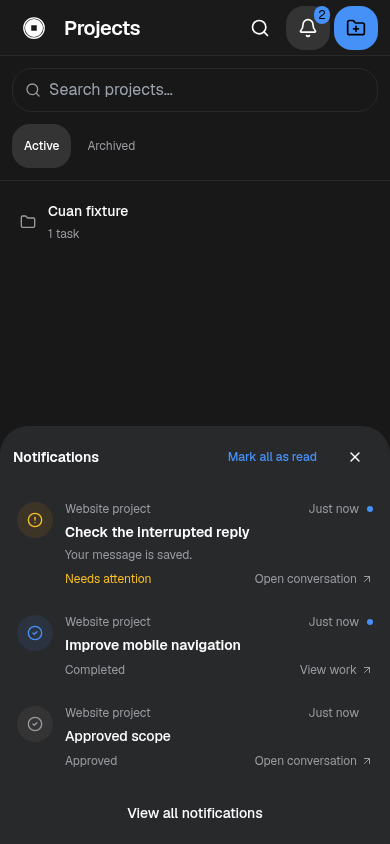 Projects
2
Search projects...
Active
Archived
Cuan fixture
1 task
Notifications
Mark all as read
Website project
Just now
Check the interrupted reply
Your message is saved.
Needs attention
Open conversation
Website project
Just now
Improve mobile navigation
Completed
View work
Website project
Just now
Approved scope
Approved
Open conversation
View all notifications